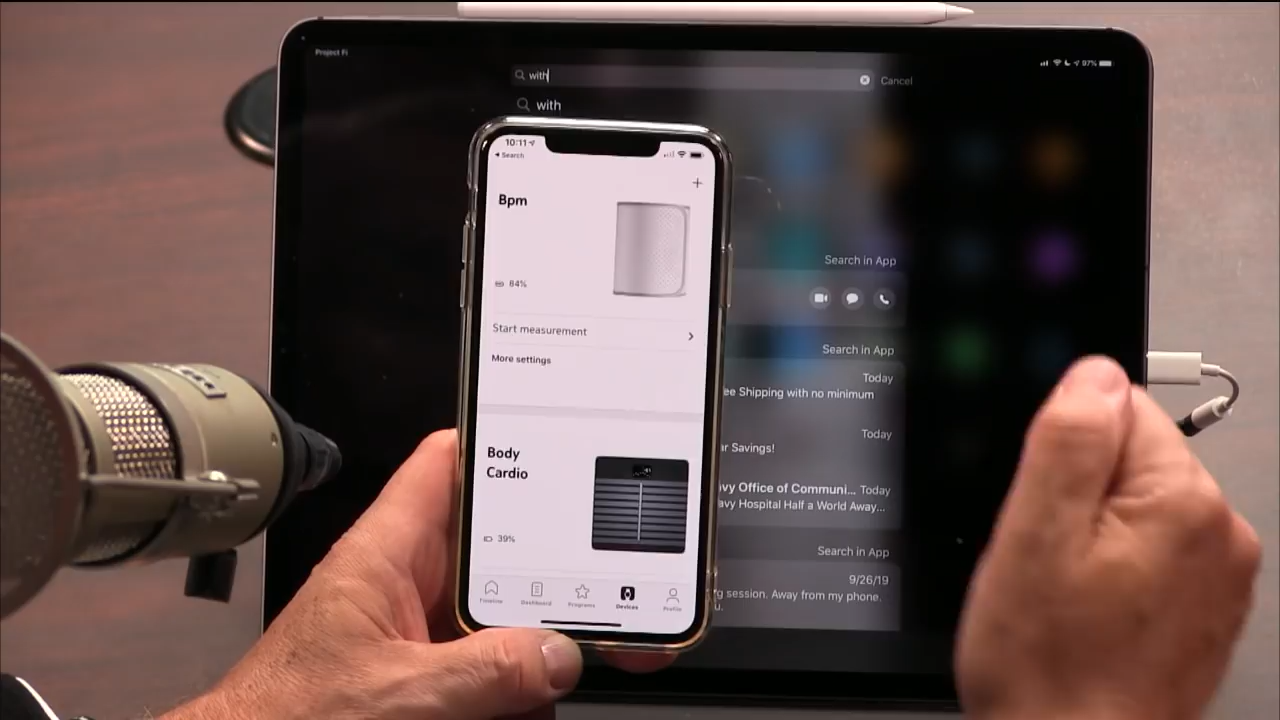 Project Fi
97%
with
Cancel
with
10:11
Search
Bpm
84%
Start measurement
More settings
Body
Cardio
39%
Timeline
Dashboard
Programs
Devices
Profile
Search in App
Search in App
Today
ee Shipping with no minimum
Today
ar Savings!
avy Office of Communi... Today
avy Hospital Half a World Away...
Search in App
9/26/19
g session. Away from my phone.
u.